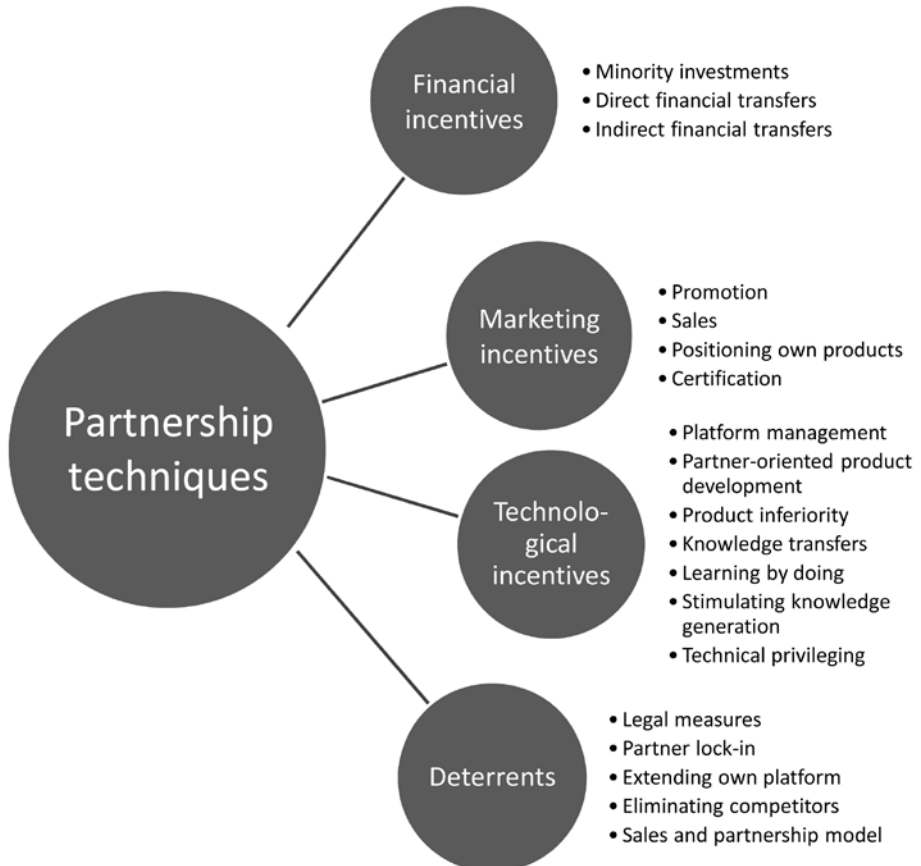 Financial
incentives
• Minority investments
• Direct financial transfers
• Indirect financial transfers
Marketing
incentives
• Promotion
• Sales
• Positioning own products
• Certification
Partnership
techniques
Technolo-
gical
incentives
• Platform management
• Partner-oriented product
development
• Product inferiority
• Knowledge transfers
• Learning by doing
• Stimulating knowledge
generation
• Technical privileging
Deterrents
• Legal measures
• Partner lock-in
• Extending own platform
• Eliminating competitors
• Sales and partnership model